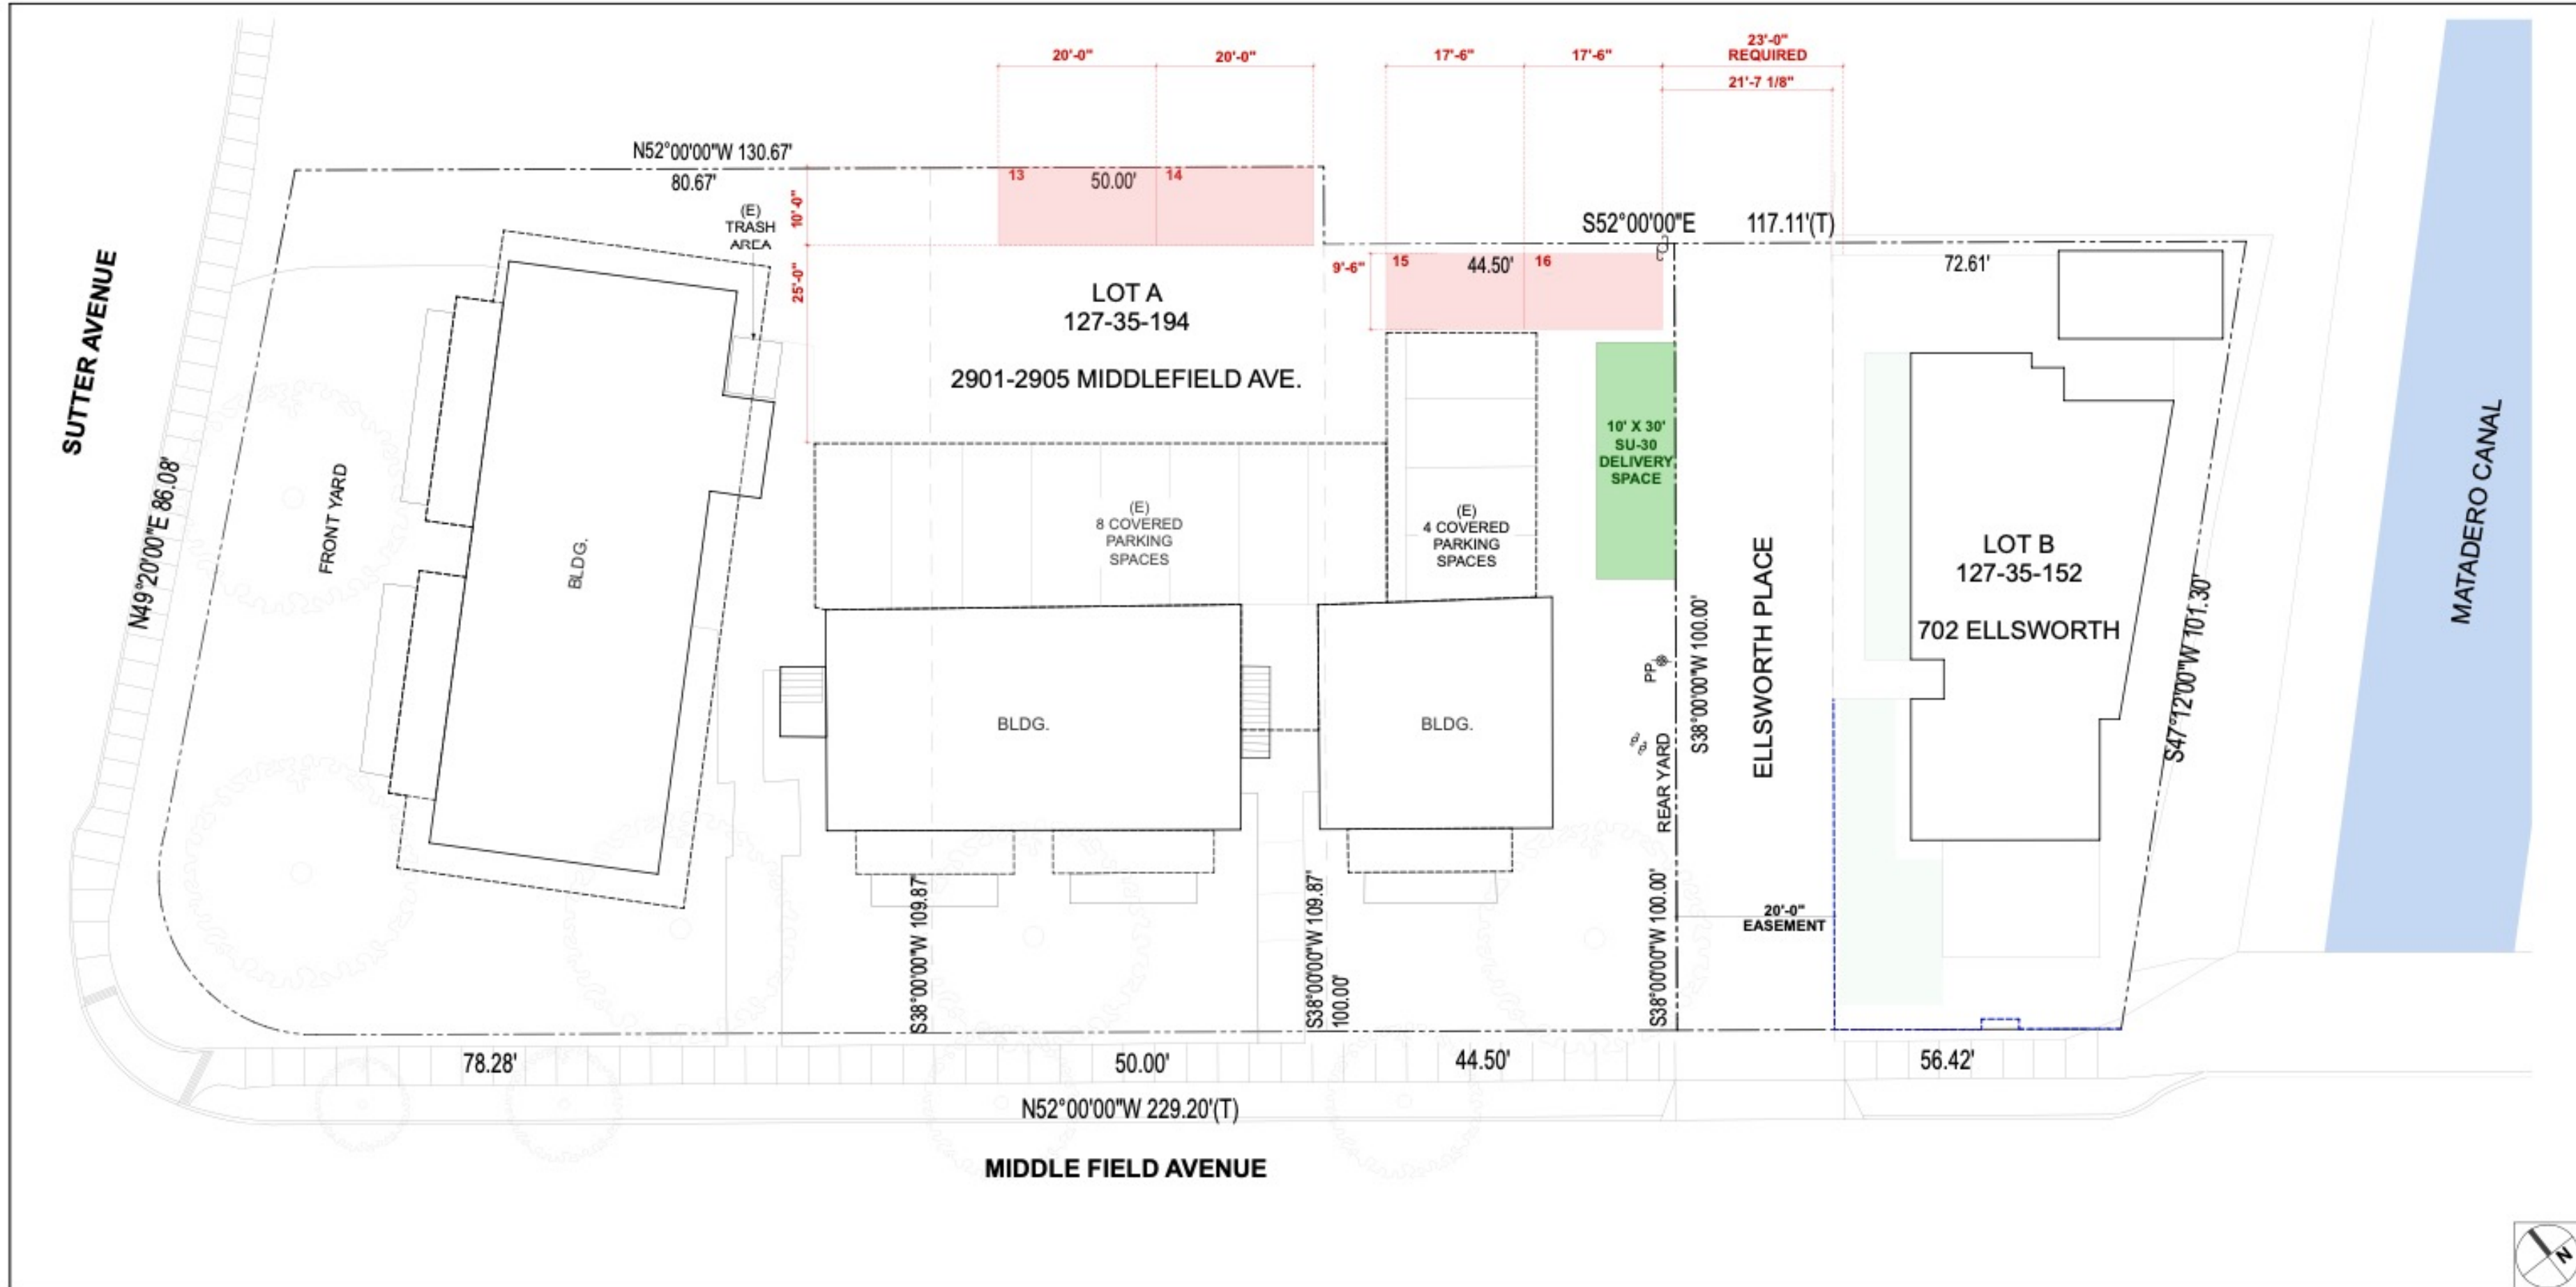 20'-0"
20'-0"
17'-6"
17'-6"
23'-0"
REQUIRED
21'-7 1/8"
N52°00'00"W 130.67'
80.67'
13
50.00'
14
10'-0"
25'-0"
(E)
TRASH
AREA
S52°00'00"E
117.11'(T)
9'-6"
15
44.50'
16
72.61'
LOT A
127-35-194
2901-2905 MIDDLEFIELD AVE.
SUTTER AVENUE
N49°20'00"E 86.08'
FRONT YARD
BLDG.
(E)
8 COVERED
PARKING
SPACES
(E)
4 COVERED
PARKING
SPACES
10' X 30'
SU-30
DELIVERY
SPACE
ELLSWORTH PLACE
LOT B
127-35-152
702 ELLSWORTH
MATADERO CANAL
S47°12'00"W 101.30'
S38°00'00"W 100.00'
PP
REAR YARD
BLDG.
BLDG.
S38°00'00"W 109.87'
S38°00'00"W 109.87'
100.00'
S38°00'00"W 100.00'
20'-0"
EASEMENT
78.28'
50.00'
44.50'
56.42'
N52°00'00"W 229.20'(T)
MIDDLE FIELD AVENUE
N